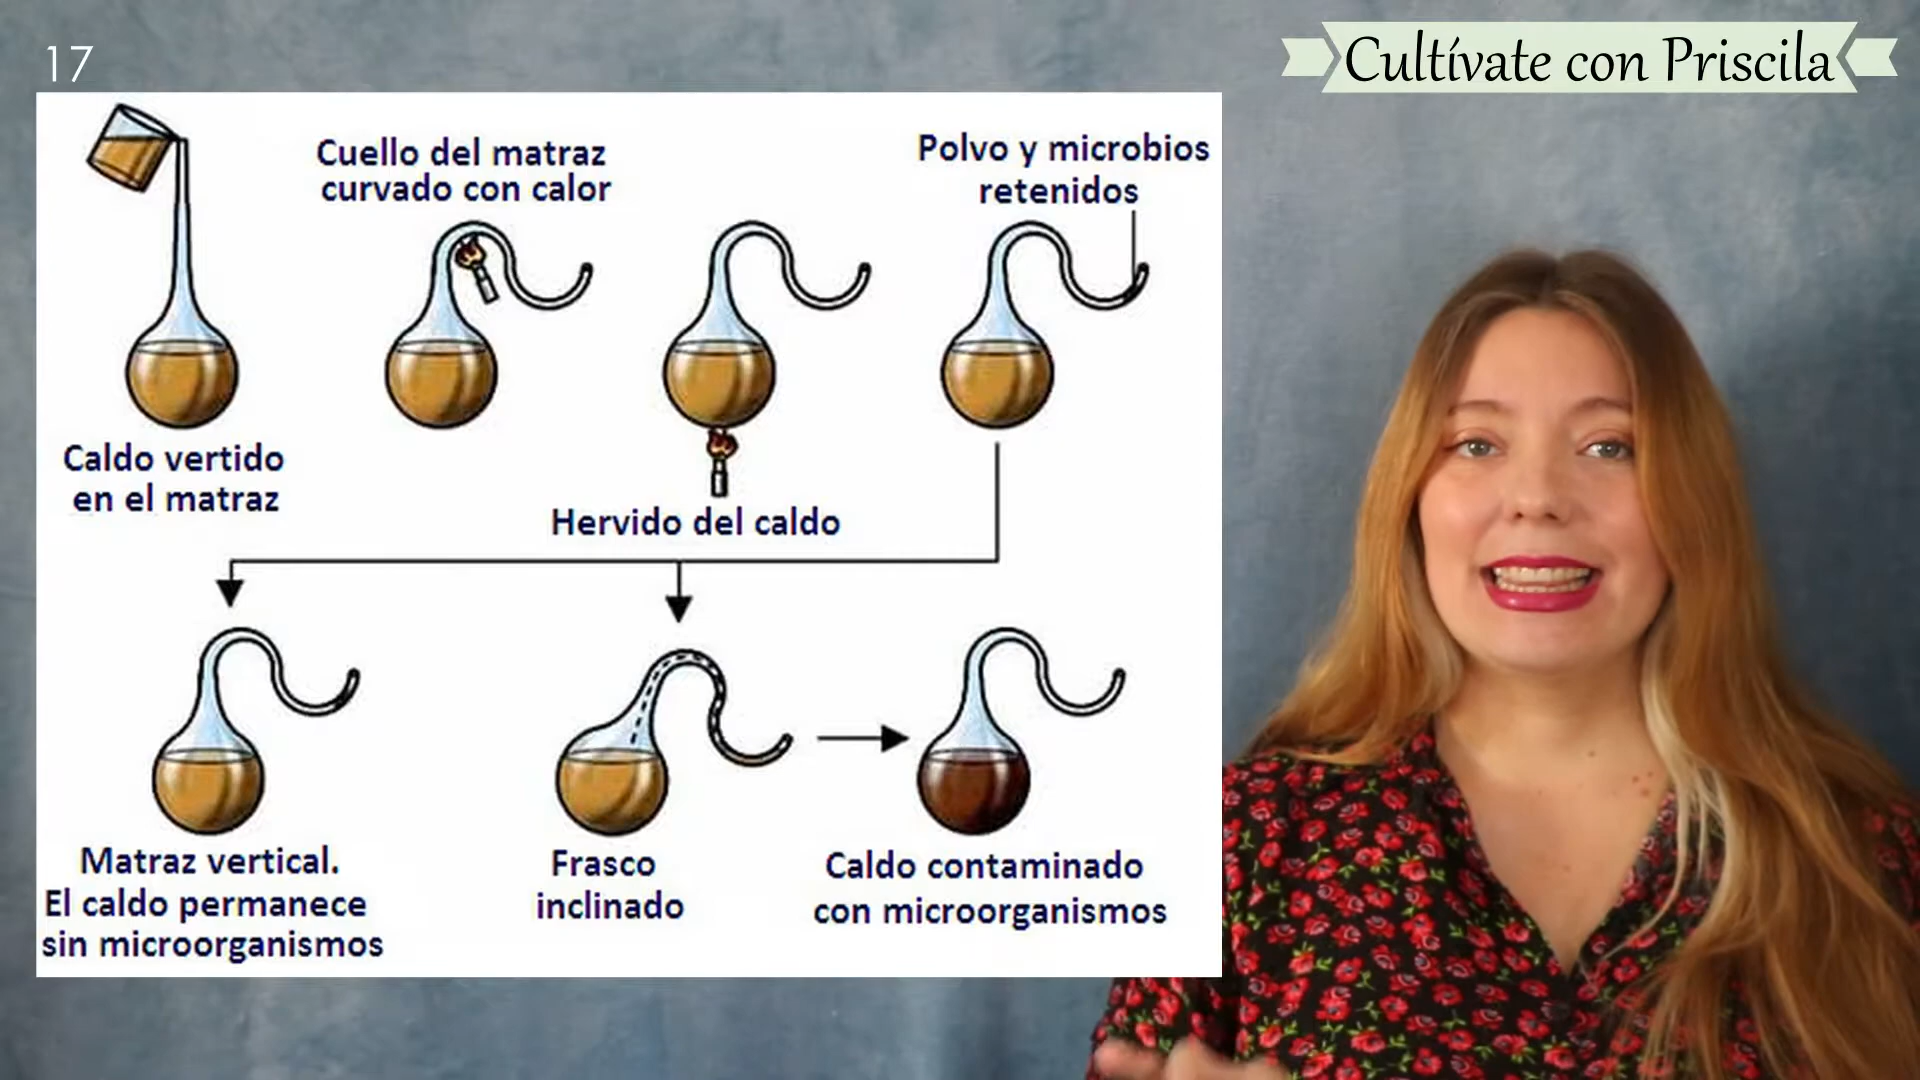 17
Cultívate con Priscila
Cuello del matraz
curvado con calor
Polvo y microbios
retenidos
Caldo vertido
en el matraz
Hervido del caldo
Matraz vertical.
El caldo permanece
sin microorganismos
Frasco
inclinado
Caldo contaminado
con microorganismos